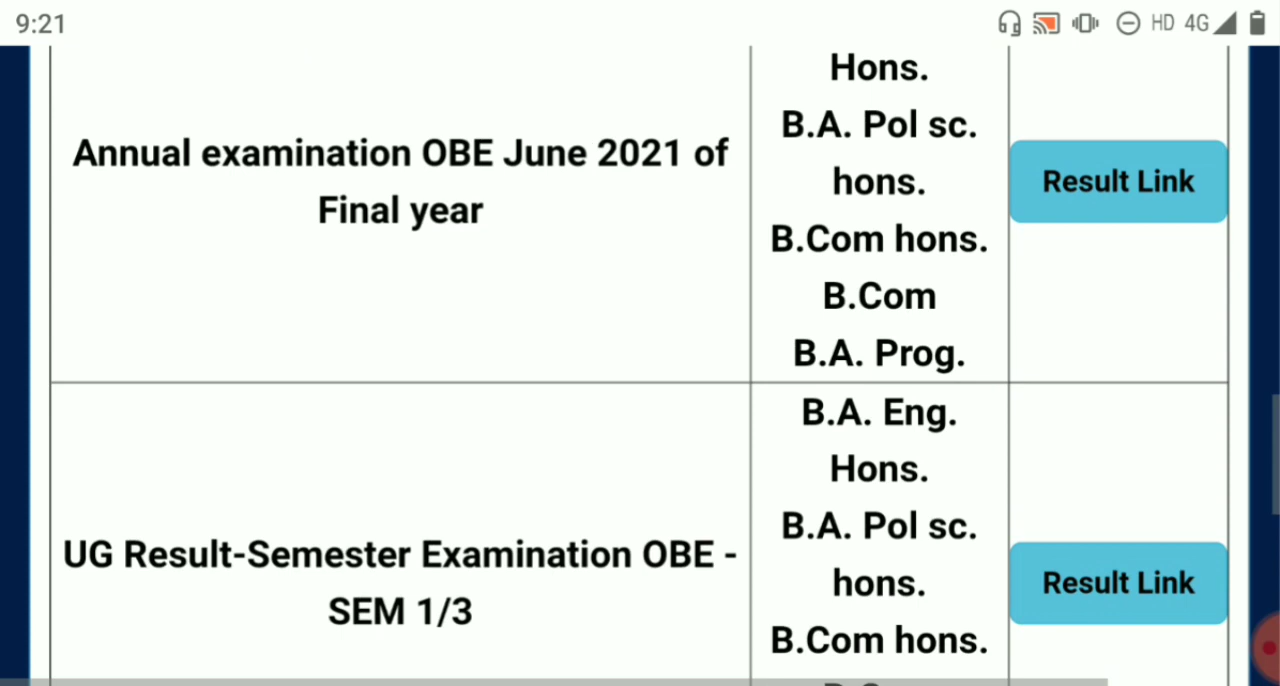 9:21
HD 4G
Hons.
B.A. Pol sc.
hons.
B.Com hons.
B.Com
B.A. Prog.
Annual examination OBE June 2021 of
Final year
Result Link
B.A. Eng.
Hons.
B.A. Pol sc.
hons.
B.Com hons.
UG Result-Semester Examination OBE -
SEM 1/3
Result Link